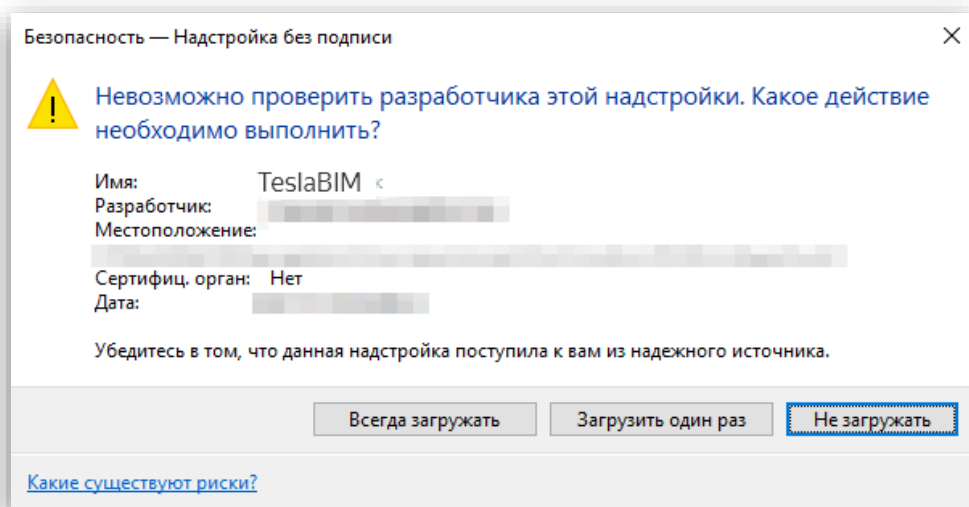 Безопасность — Надстройка без подписи
Невозможно проверить разработчика этой надстройки. Какое действие
необходимо выполнить?
Имя: TeslaBIM
Разработчик:
Местоположение:
Сертифиц. орган: Нет
Дата:
Убедитесь в том, что данная надстройка поступила к вам из надежного источника.
Всегда загружать Загрузить один раз Не загружать
Какие существуют риски?